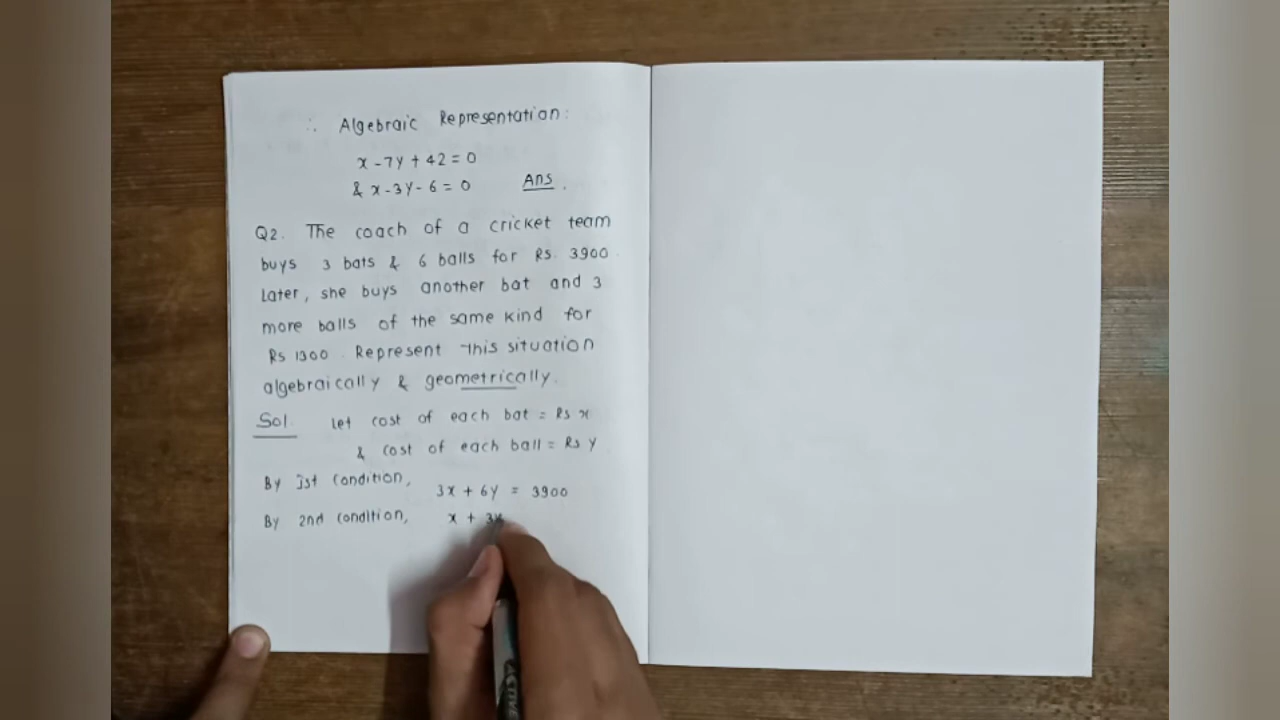 ∴ Algebraic Representation:
x - 7y + 42 = 0
& x - 3y - 6 = 0 Ans.
Q2. The coach of a cricket team
buys 3 bats & 6 balls for Rs. 3900.
Later, she buys another bat and 3
more balls of the same kind for
Rs 1300. Represent this situation
algebraically & geometrically.
Sol. Let cost of each bat = Rs x
& cost of each ball = Rs y
By 1st condition,
3x + 6y = 3900
By 2nd condition, x + 3y
ACTIVE